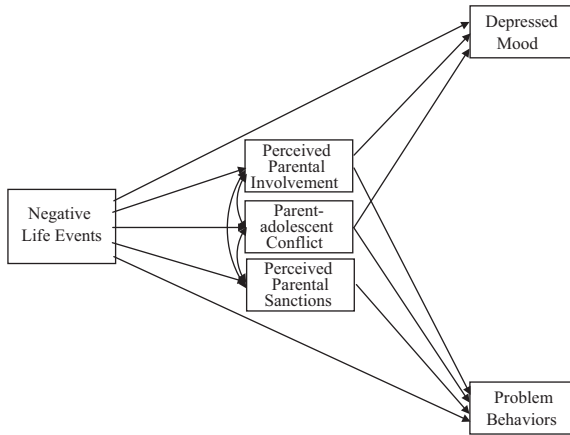 Depressed
Mood
Perceived
Parental
Involvement
Negative
Life Events
Parent-
adolescent
Conflict
Perceived
Parental
Sanctions
Problem
Behaviors